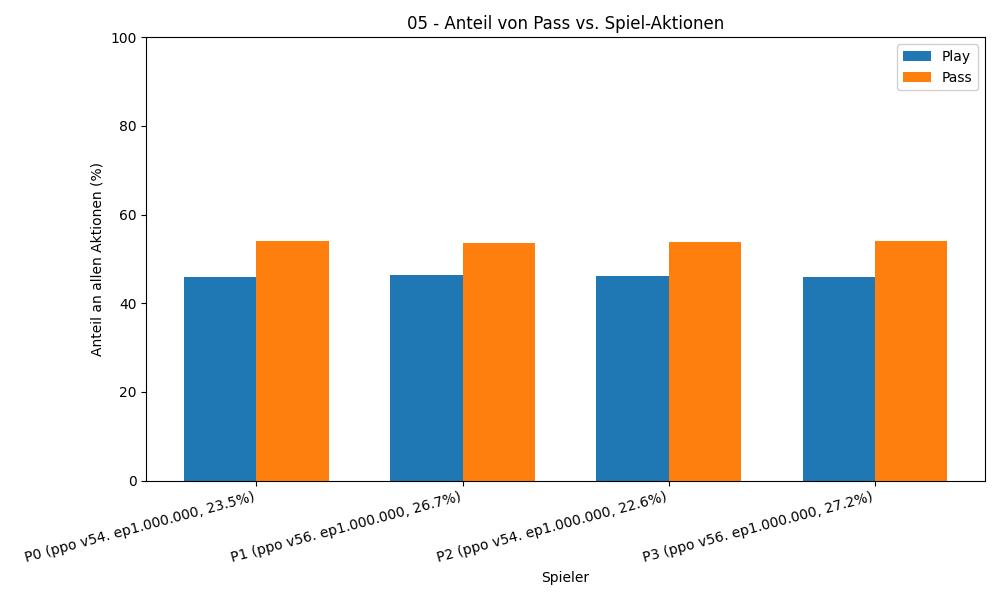 05 - Anteil von Pass vs. Spiel-Aktionen
Play
Pass
Anteil an allen Aktionen (%)
100
80
60
40
20
0
P0 (ppo v54. ep1.000.000, 23.5%)
P1 (ppo v56. ep1.000.000, 26.7%)
P2 (ppo v54. ep1.000.000, 22.6%)
P3 (ppo v56. ep1.000.000, 27.2%)
Spieler